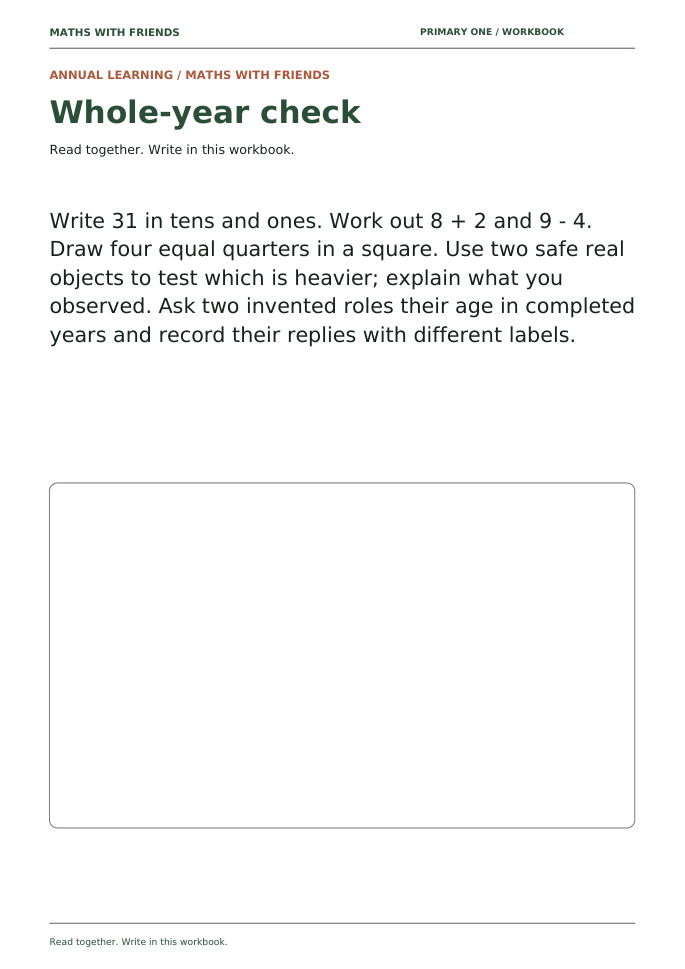 MATHS WITH FRIENDS
PRIMARY ONE / WORKBOOK
ANNUAL LEARNING / MATHS WITH FRIENDS
Whole-year check
Read together. Write in this workbook.
Write 31 in tens and ones. Work out 8 + 2 and 9 - 4.
Draw four equal quarters in a square. Use two safe real
objects to test which is heavier; explain what you
observed. Ask two invented roles their age in completed
years and record their replies with different labels.
Read together. Write in this workbook.